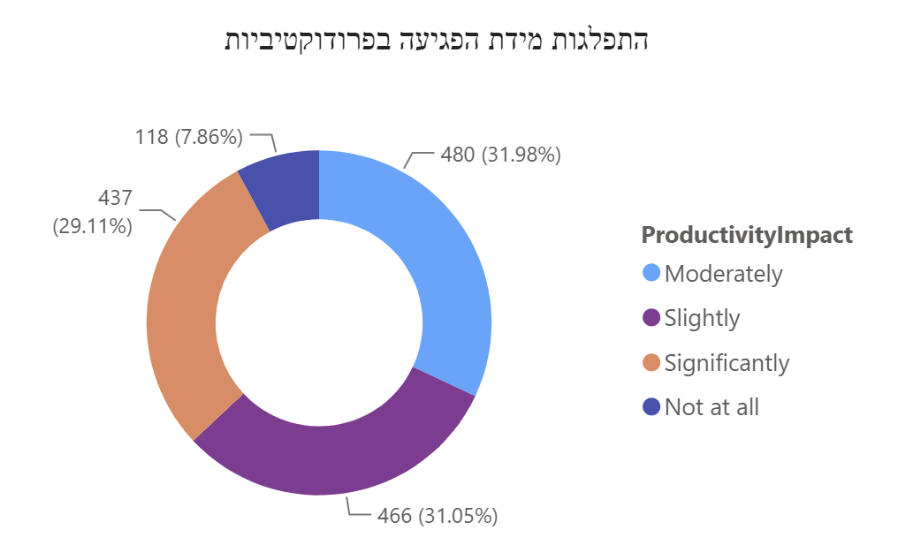 התפלגות מידת הפגיעה בפרודוקטיביות
118 (7.86%)
480 (31.98%)
437
(29.11%)
466 (31.05%)
ProductivityImpact
Moderately
Slightly
Significantly
Not at all